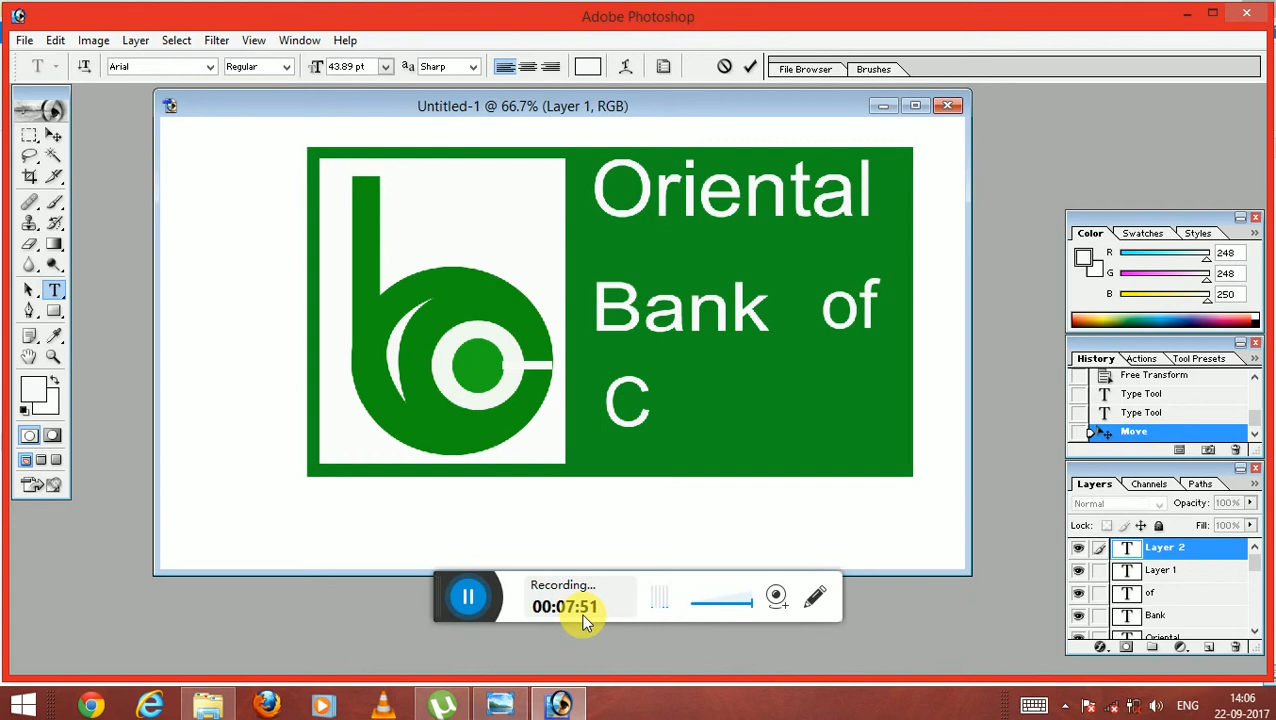 Adobe Photoshop
File Edit Image Layer Select Filter View Window Help
T Arial Regular T 43.89 pt aa Sharp File Browser Brushes
Untitled-1 @ 66.7% (Layer 1, RGB)
Oriental
Bank of
C
Color Swatches Styles
R 248
G 248
B 250
History Actions Tool Presets
Free Transform
T Type Tool
T Type Tool
Move
Layers Channels Paths
Normal Opacity: 100%
Lock: Fill: 100%
T Layer 2
T Layer 1
T of
T Bank
Oriental
Recording...
00:07:51
ENG
14:06
22-09-2017